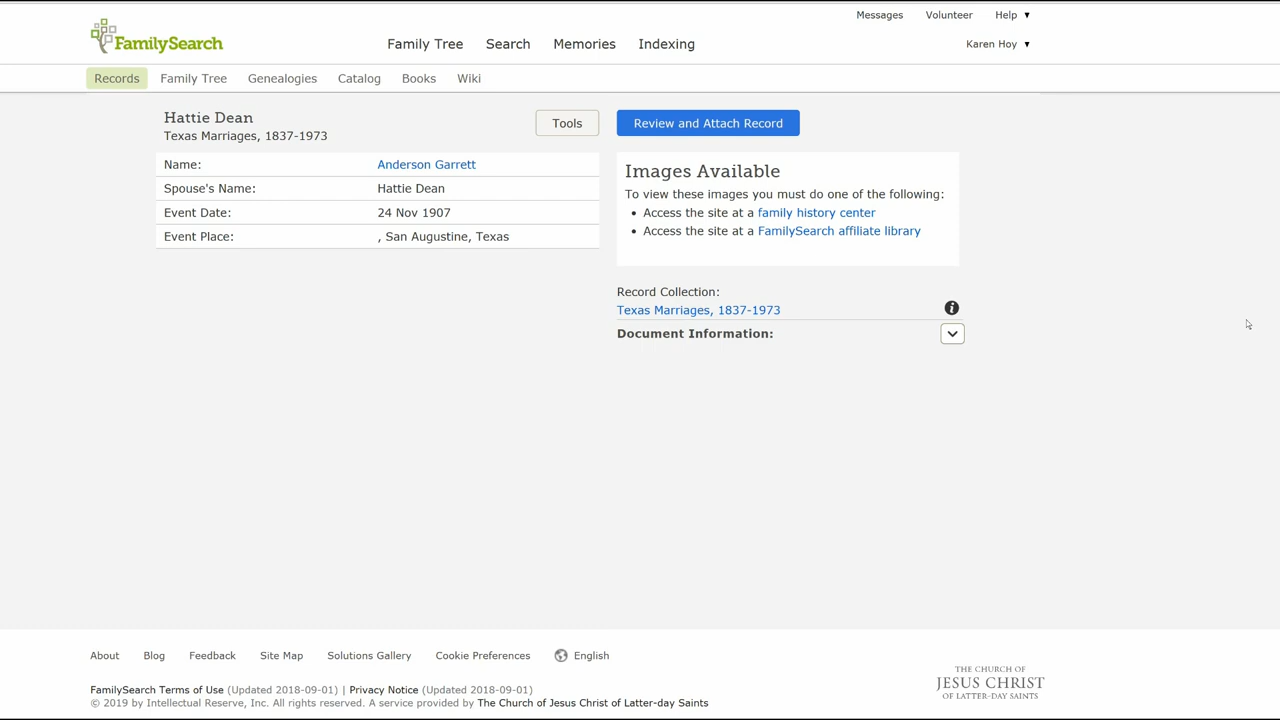 Messages Volunteer Help ▼
FamilySearch
Family Tree Search Memories Indexing
Karen Hoy ▼
Records Family Tree Genealogies Catalog Books Wiki
Hattie Dean
Texas Marriages, 1837-1973
Tools
Review and Attach Record
Name: Anderson Garrett
Spouse's Name: Hattie Dean
Event Date: 24 Nov 1907
Event Place: , San Augustine, Texas
Images Available
To view these images you must do one of the following:
• Access the site at a family history center
• Access the site at a FamilySearch affiliate library
Record Collection:
Texas Marriages, 1837-1973
i
Document Information:
About Blog Feedback Site Map Solutions Gallery Cookie Preferences English
FamilySearch Terms of Use (Updated 2018-09-01) | Privacy Notice (Updated 2018-09-01)
© 2019 by Intellectual Reserve, Inc. All rights reserved. A service provided by The Church of Jesus Christ of Latter-day Saints
THE CHURCH OF
JESUS CHRIST
OF LATTER-DAY SAINTS